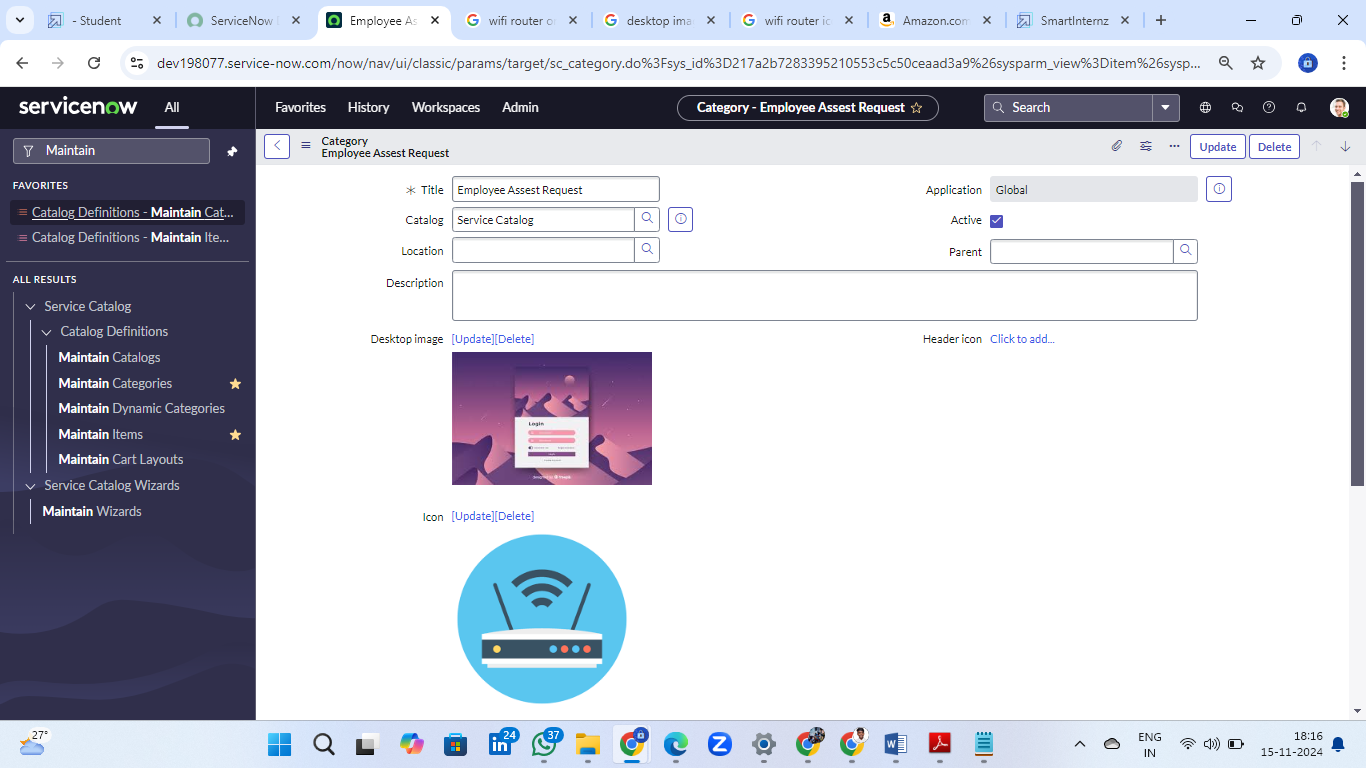 - Student
ServiceNow
Employee As
wifi router o
desktop ima
wifi router i
Amazon.com
SmartInternz
dev198077.service-now.com/now/nav/ui/classic/params/target/sc_category.do%3Fsys_id%3D217a2b7283395210553c5c50ceaad3a9%26sysparm_view%3Ditem%26sysp...
servicenow
All
Favorites
History
Workspaces
Admin
Category - Employee Assest Request
Search
Maintain
FAVORITES
Catalog Definitions - Maintain Cat...
Catalog Definitions - Maintain Ite...
ALL RESULTS
Service Catalog
Catalog Definitions
Maintain Catalogs
Maintain Categories
Maintain Dynamic Categories
Maintain Items
Maintain Cart Layouts
Service Catalog Wizards
Maintain Wizards
Category
Employee Assest Request
Update
Delete
Title
Employee Assest Request
Application
Global
Catalog
Service Catalog
Active
Location
Parent
Description
Desktop image
[Update][Delete]
Header icon
Click to add...
Login
Icon
[Update][Delete]
27°
24
37
ENG
IN
18:16
15-11-2024